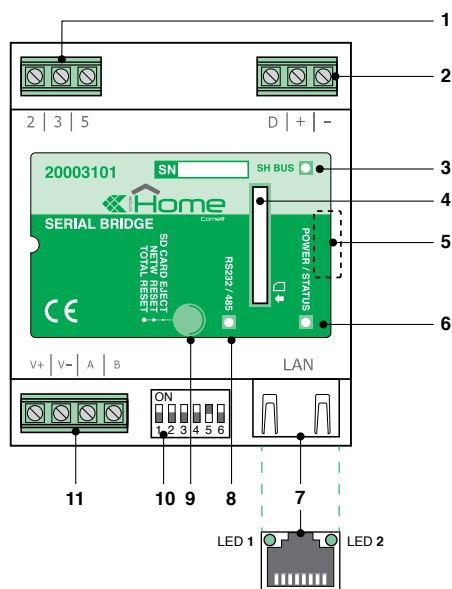 1
2
2 | 3 | 5
D | + | -
20003101
SN
SH BUS
3
4
Home
Comelit
SERIAL BRIDGE
5
POWER / STATUS
RS232 / 485
SD CARD EJECT
NETW RESET
TOTAL RESET
CE
6
V+ | V- | A | B
LAN
ON
1 2 3 4 5 6
11
10
9
8
7
LED 1
LED 2